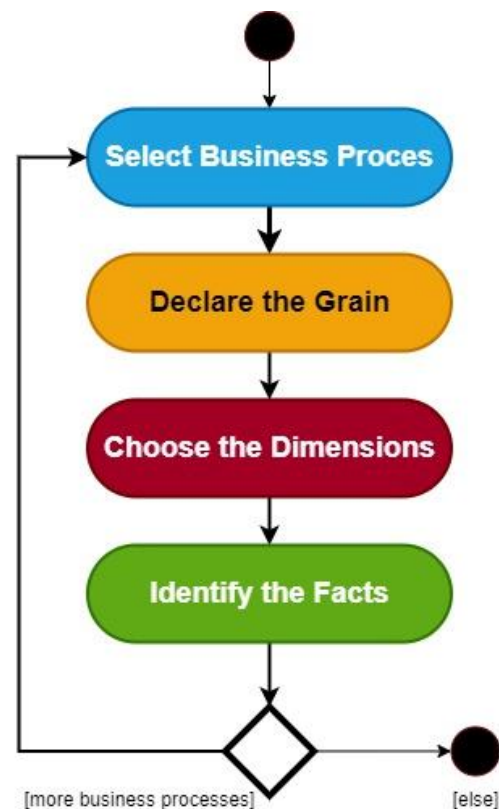 Select Business Proces
Declare the Grain
Choose the Dimensions
Identify the Facts
[more business processes]
[else]